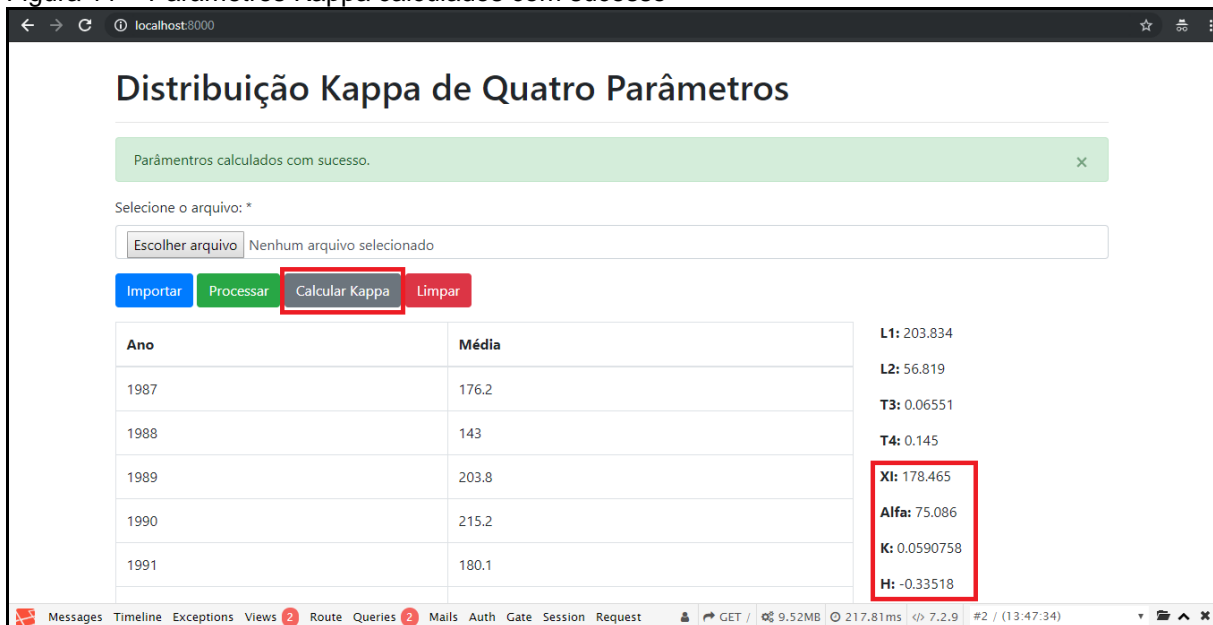 localhost:8000
Distribuição Kappa de Quatro Parâmetros
Parâmentros calculados com sucesso.
×
Selecione o arquivo: *
Escolher arquivo Nenhum arquivo selecionado
Importar Processar Calcular Kappa Limpar
Ano Média
1987 176.2
1988 143
1989 203.8
1990 215.2
1991 180.1
L1: 203.834
L2: 56.819
T3: 0.06551
T4: 0.145
XI: 178.465
Alfa: 75.086
K: 0.0590758
H: -0.33518
Messages Timeline Exceptions Views 2 Route Queries 2 Mails Auth Gate Session Request GET / 9.52MB 217.81ms </> 7.2.9 #2 / (13:47:34)